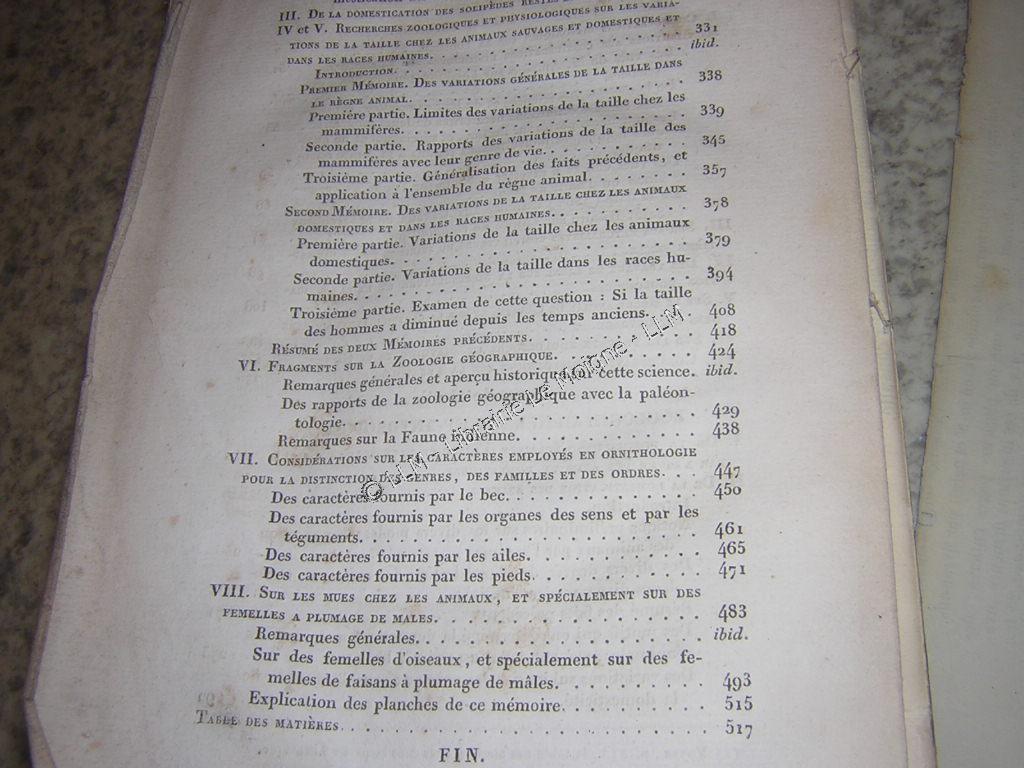 III. De la domestication des solipèdes
IV et V. Recherches zoologiques et physiologiques sur les varia-
tions de la taille chez les animaux sauvages et domestiques et
dans les races humaines. 331
Introduction. ibid.
Premier Mémoire. Des variations générales de la taille dans
le règne animal. 338
Première partie. Limites des variations de la taille chez les
mammifères. 339
Seconde partie. Rapports des variations de la taille des
mammifères avec leur genre de vie. 345
Troisième partie. Généralisation des faits précédents, et
application à l'ensemble du règne animal. 357
Second Mémoire. Des variations de la taille chez les animaux
domestiques et dans les races humaines. 378
Première partie. Variations de la taille chez les animaux
domestiques. 379
Seconde partie. Variations de la taille dans les races hu-
maines. 394
Troisième partie. Examen de cette question : Si la taille
des hommes a diminué depuis les temps anciens. 408
Résumé des deux Mémoires précédents. 418
VI. Fragments sur la Zoologie géographique. 424
Remarques générales et aperçu historique sur cette science. ibid.
Des rapports de la zoologie géographique avec la paléon-
tologie. 429
Remarques sur la Faune indienne. 438
VII. Considérations sur les caractères employés en ornithologie
pour la distinction des genres, des familles et des ordres. 447
Des caractères fournis par le bec. 450
Des caractères fournis par les organes des sens et par les
téguments. 461
Des caractères fournis par les ailes. 465
Des caractères fournis par les pieds. 471
VIII. Sur les mues chez les animaux, et spécialement sur des
femelles a plumage de males. 483
Remarques générales. ibid.
Sur des femelles d'oiseaux, et spécialement sur des fe-
melles de faisans à plumage de mâles. 493
Explication des planches de ce mémoire. 515
Table des matières. 517
FIN.
© LLM - Librairie Le Moigne - LLM